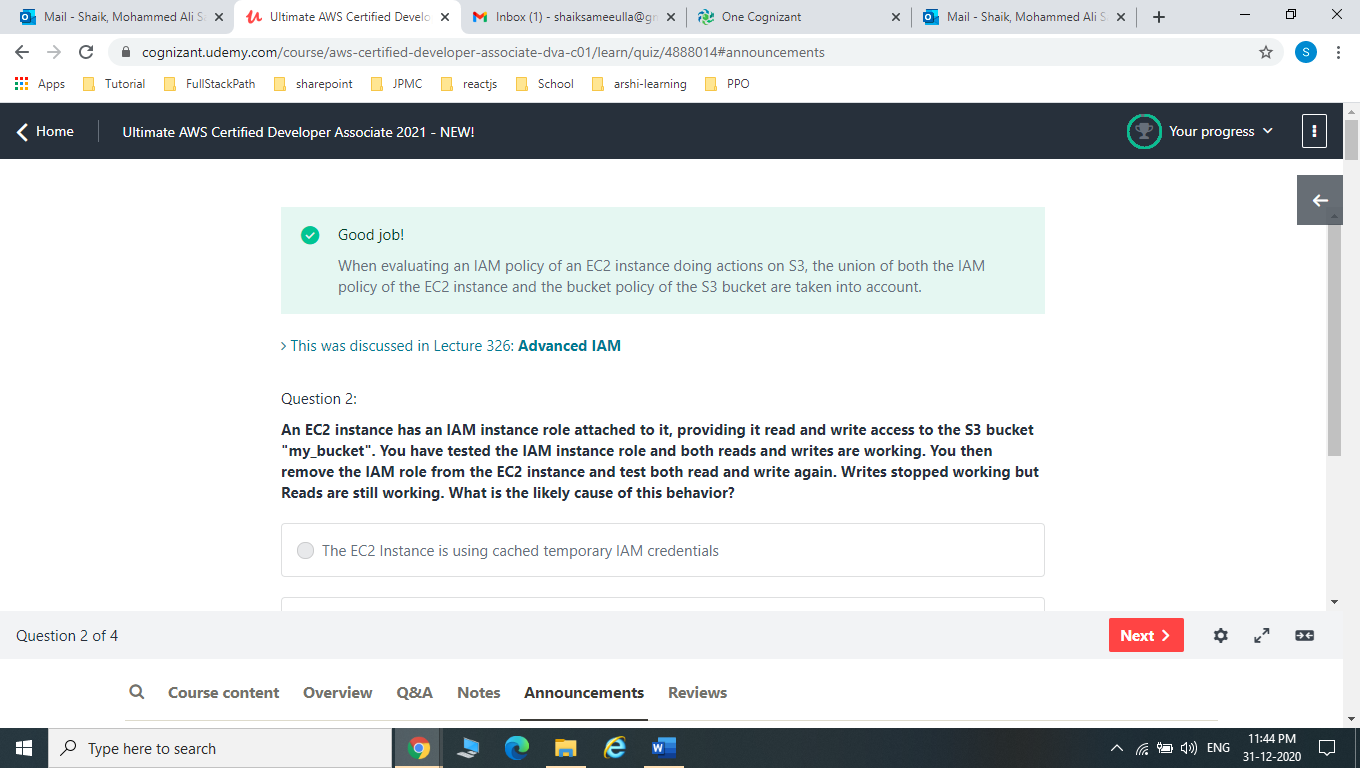 Mail - Shaik, Mohammed Ali S
Ultimate AWS Certified Develo
Inbox (1) - shaiksameeulla@gr
One Cognizant
Mail - Shaik, Mohammed Ali S
cognizant.udemy.com/course/aws-certified-developer-associate-dva-c01/learn/quiz/4888014#announcements
S
Apps Tutorial FullStackPath sharepoint JPMC reactjs School arshi-learning PPO
Home Ultimate AWS Certified Developer Associate 2021 - NEW! Your progress
Good job!
When evaluating an IAM policy of an EC2 instance doing actions on S3, the union of both the IAM
policy of the EC2 instance and the bucket policy of the S3 bucket are taken into account.
This was discussed in Lecture 326: Advanced IAM
Question 2:
An EC2 instance has an IAM instance role attached to it, providing it read and write access to the S3 bucket
"my_bucket". You have tested the IAM instance role and both reads and writes are working. You then
remove the IAM role from the EC2 instance and test both read and write again. Writes stopped working but
Reads are still working. What is the likely cause of this behavior?
The EC2 Instance is using cached temporary IAM credentials
Question 2 of 4 Next
Course content Overview Q&A Notes Announcements Reviews
Type here to search
ENG
11:44 PM
31-12-2020